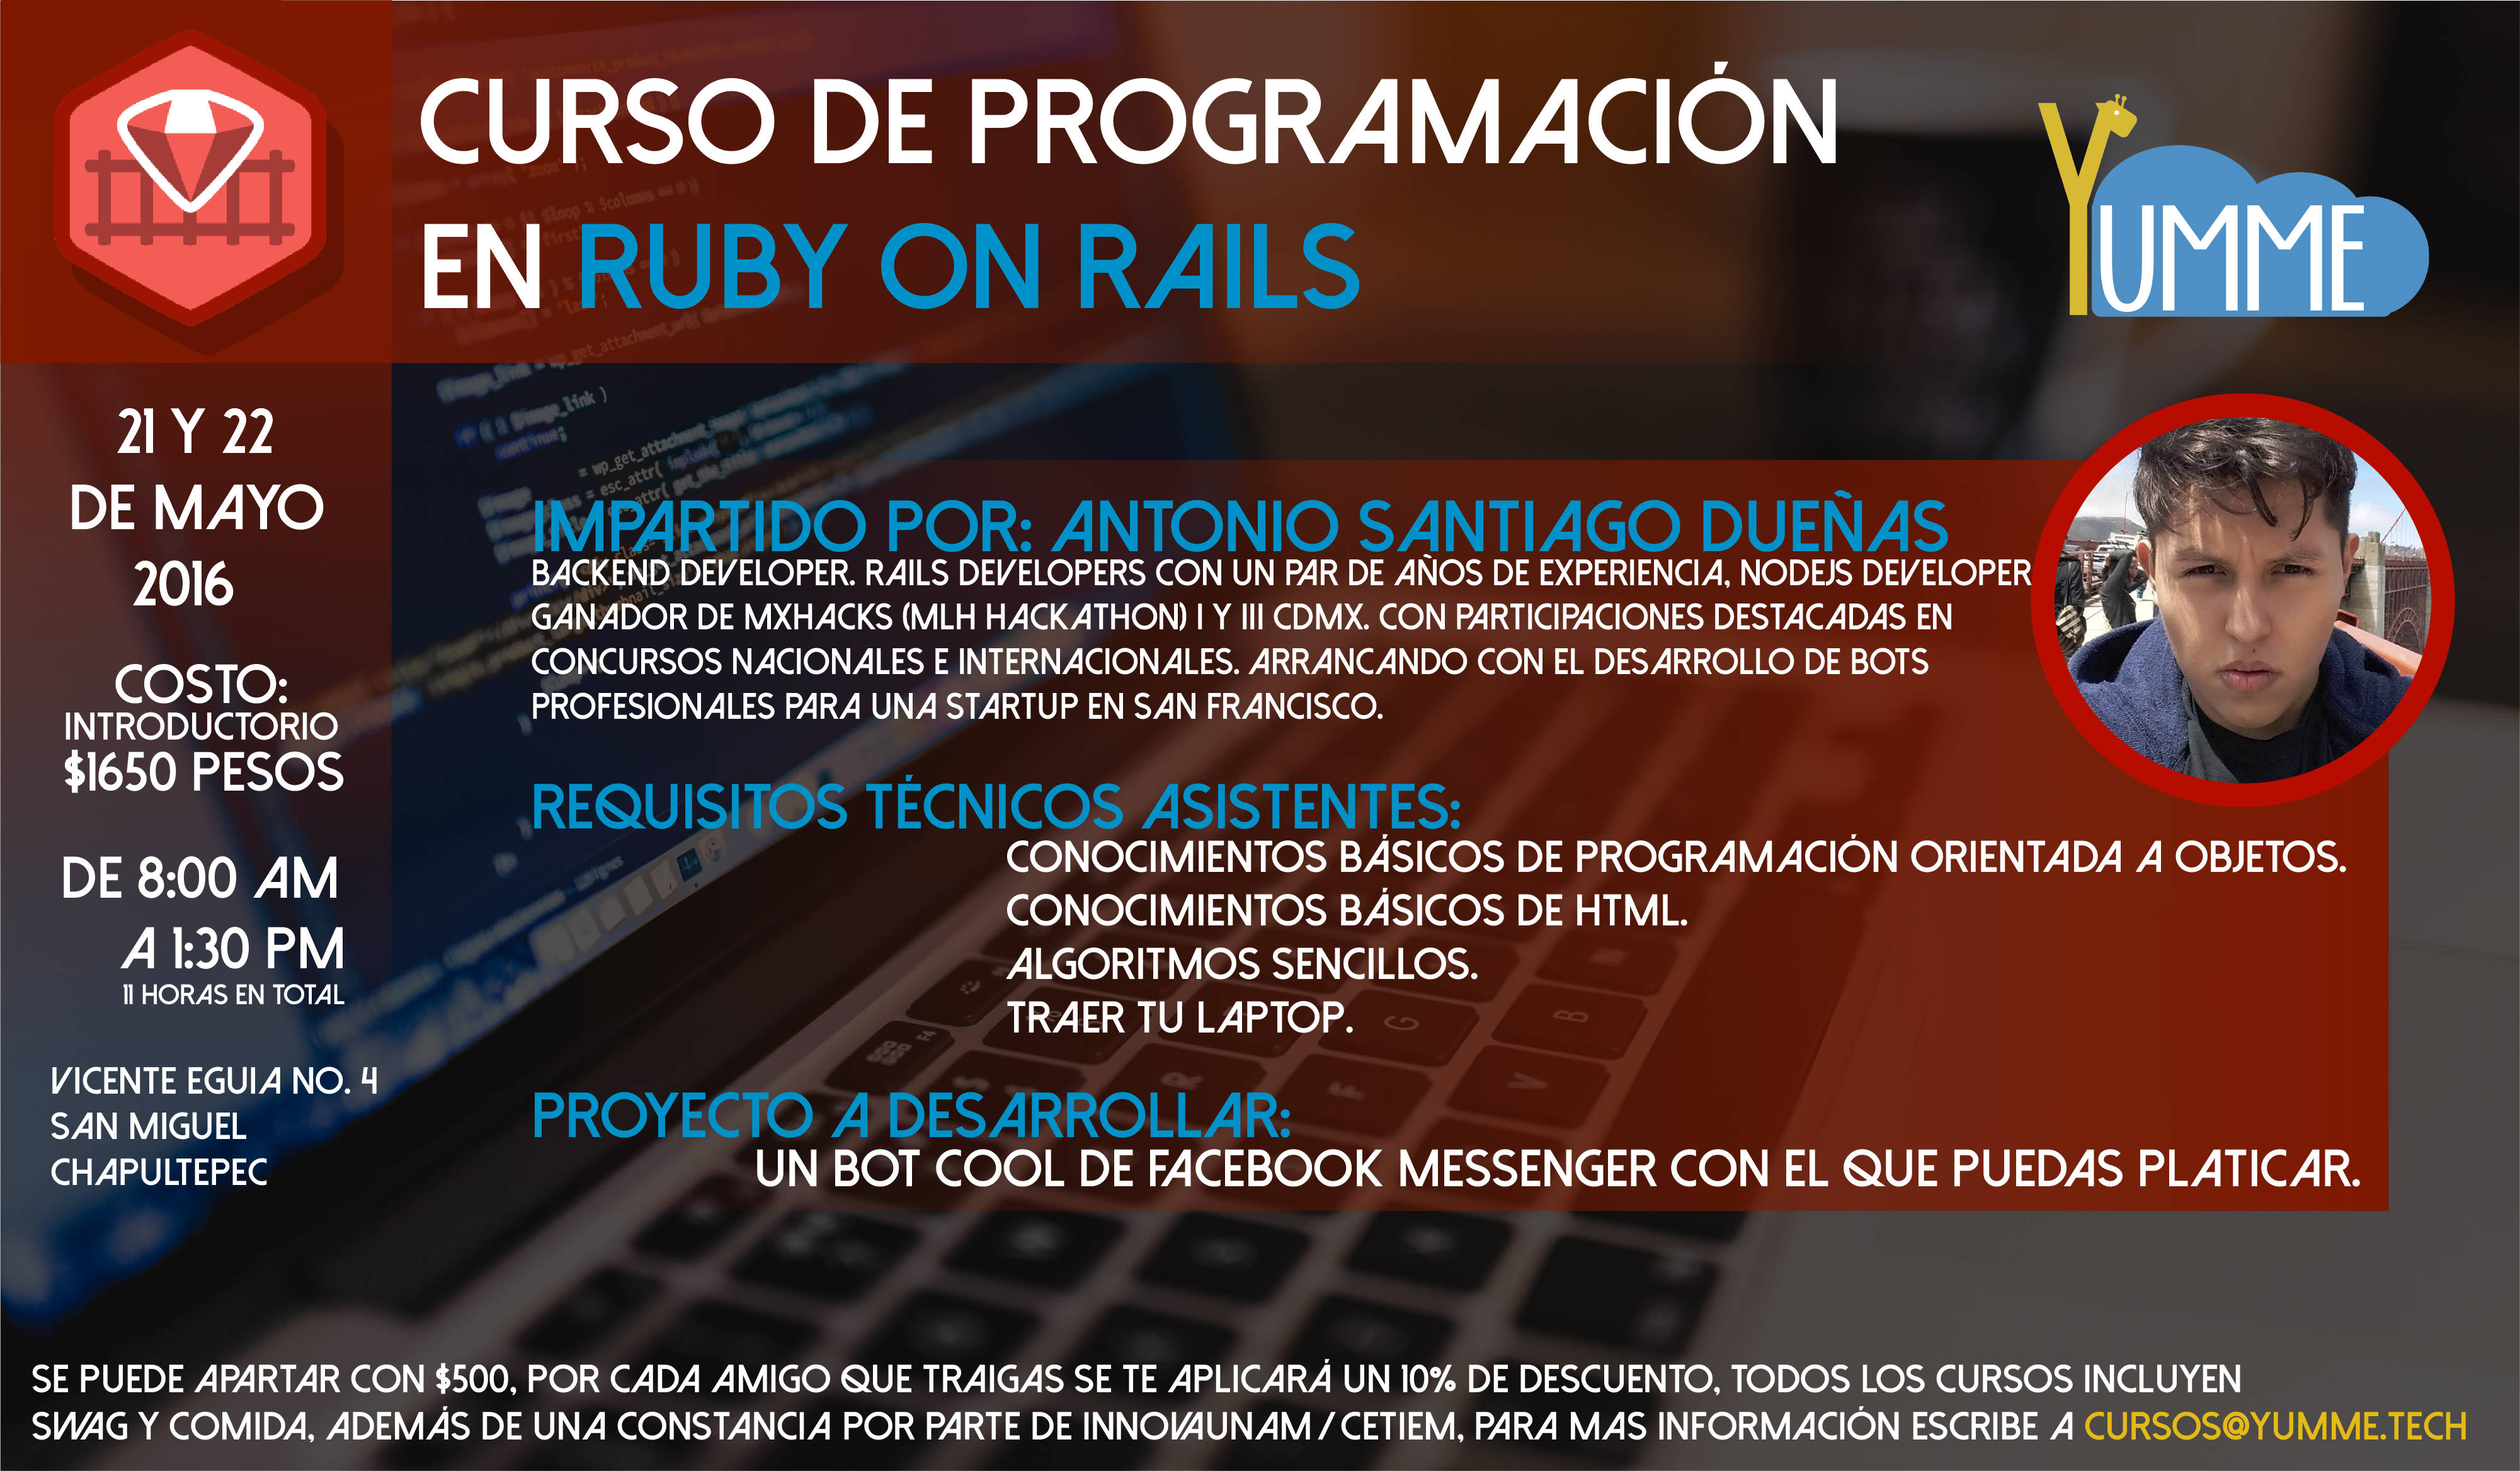 CURSO DE PROGRAMACIÓN
EN RUBY ON RAILS
YUMME
21 Y 22
DE MAYO
2016
COSTO:
INTRODUCTORIO
$1650 PESOS
DE 8:00 AM
A 1:30 PM
11 HORAS EN TOTAL
VICENTE EGUIA NO. 4
SAN MIGUEL
CHAPULTEPEC
IMPARTIDO POR: ANTONIO SANTIAGO DUEÑAS
BACKEND DEVELOPER. RAILS DEVELOPERS CON UN PAR DE AÑOS DE EXPERIENCIA, NODEJS DEVELOPER
GANADOR DE MXHACKS (MLH HACKATHON) I Y III CDMX. CON PARTICIPACIONES DESTACADAS EN
CONCURSOS NACIONALES E INTERNACIONALES. ARRANCANDO CON EL DESARROLLO DE BOTS
PROFESIONALES PARA UNA STARTUP EN SAN FRANCISCO.
REQUISITOS TÉCNICOS ASISTENTES:
CONOCIMIENTOS BÁSICOS DE PROGRAMACIÓN ORIENTADA A OBJETOS.
CONOCIMIENTOS BÁSICOS DE HTML.
ALGORITMOS SENCILLOS.
TRAER TU LAPTOP.
PROYECTO A DESARROLLAR:
UN BOT COOL DE FACEBOOK MESSENGER CON EL QUE PUEDAS PLATICAR.
SE PUEDE APARTAR CON $500, POR CADA AMIGO QUE TRAIGAS SE TE APLICARÁ UN 10% DE DESCUENTO, TODOS LOS CURSOS INCLUYEN
SWAG Y COMIDA, ADEMÁS DE UNA CONSTANCIA POR PARTE DE INNOVAUNAM/CETIEM, PARA MAS INFORMACIÓN ESCRIBE A CURSOS@YUMME.TECH